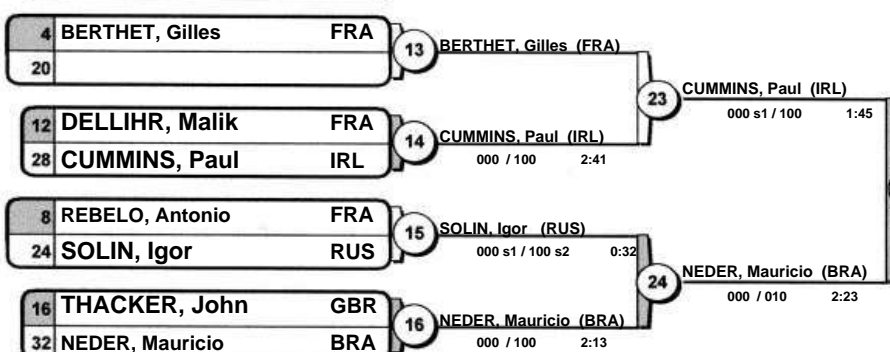 4 BERTHET, Gilles FRA
20
13
BERTHET, Gilles (FRA)
12 DELLIHR, Malik FRA
28 CUMMINS, Paul IRL
14
CUMMINS, Paul (IRL)
000 / 100 2:41
23
CUMMINS, Paul (IRL)
000 s1 / 100 1:45
8 REBELO, Antonio FRA
24 SOLIN, Igor RUS
15
SOLIN, Igor (RUS)
000 s1 / 100 s2 0:32
16 THACKER, John GBR
32 NEDER, Mauricio BRA
16
NEDER, Mauricio (BRA)
000 / 100 2:13
24
NEDER, Mauricio (BRA)
000 / 010 2:23